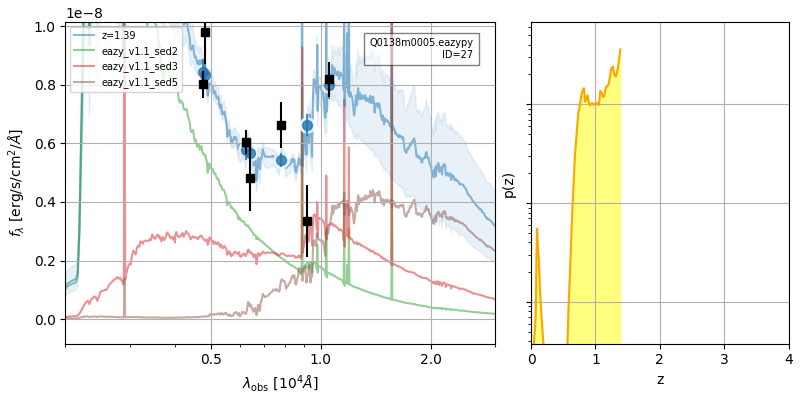 1e−8
z=1.39
eazy_v1.1_sed2
eazy_v1.1_sed3
eazy_v1.1_sed5
Q0138m0005.eazypy
ID=27
1.0
0.8
0.6
0.4
0.2
0.0
fλ [erg/s/cm²/Å]
0.5 1.0 2.0
λobs [10⁴Å]
p(z)
0 1 2 3 4
z